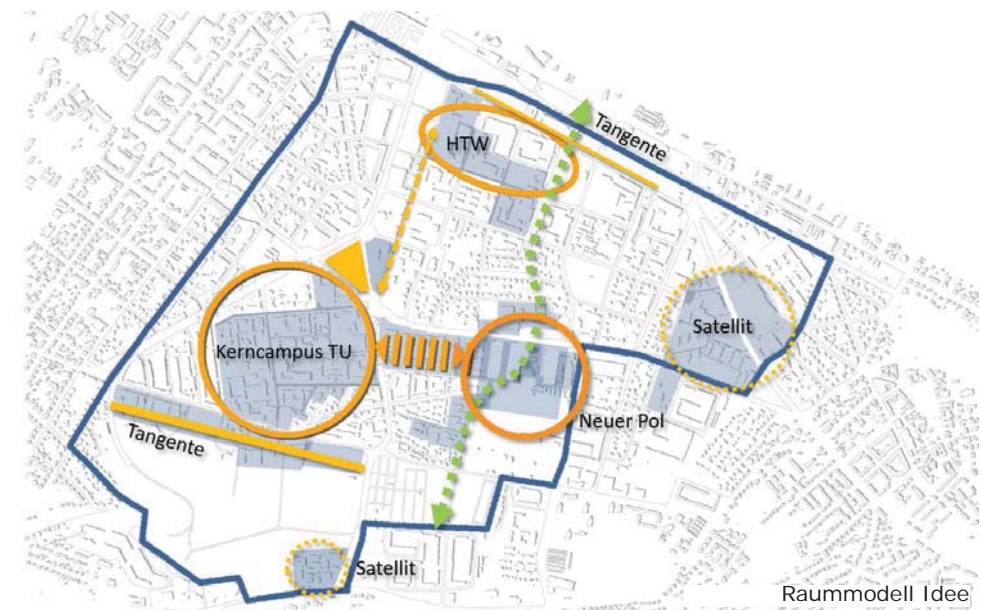 HTW
Tangente
Satellit
Kerncampus TU
Neuer Pol
Tangente
Satellit
Raummodell Idee